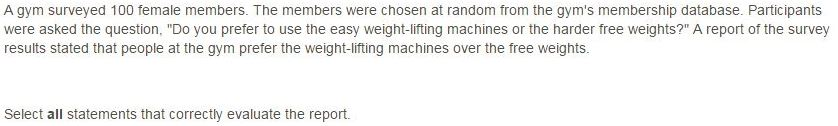 A gym surveyed 100 female members. The members were chosen at random from the gym's membership database. Participants
were asked the question, "Do you prefer to use the easy weight-lifting machines or the harder free weights?" A report of the survey
results stated that people at the gym prefer the weight-lifting machines over the free weights.
Select all statements that correctly evaluate the report.